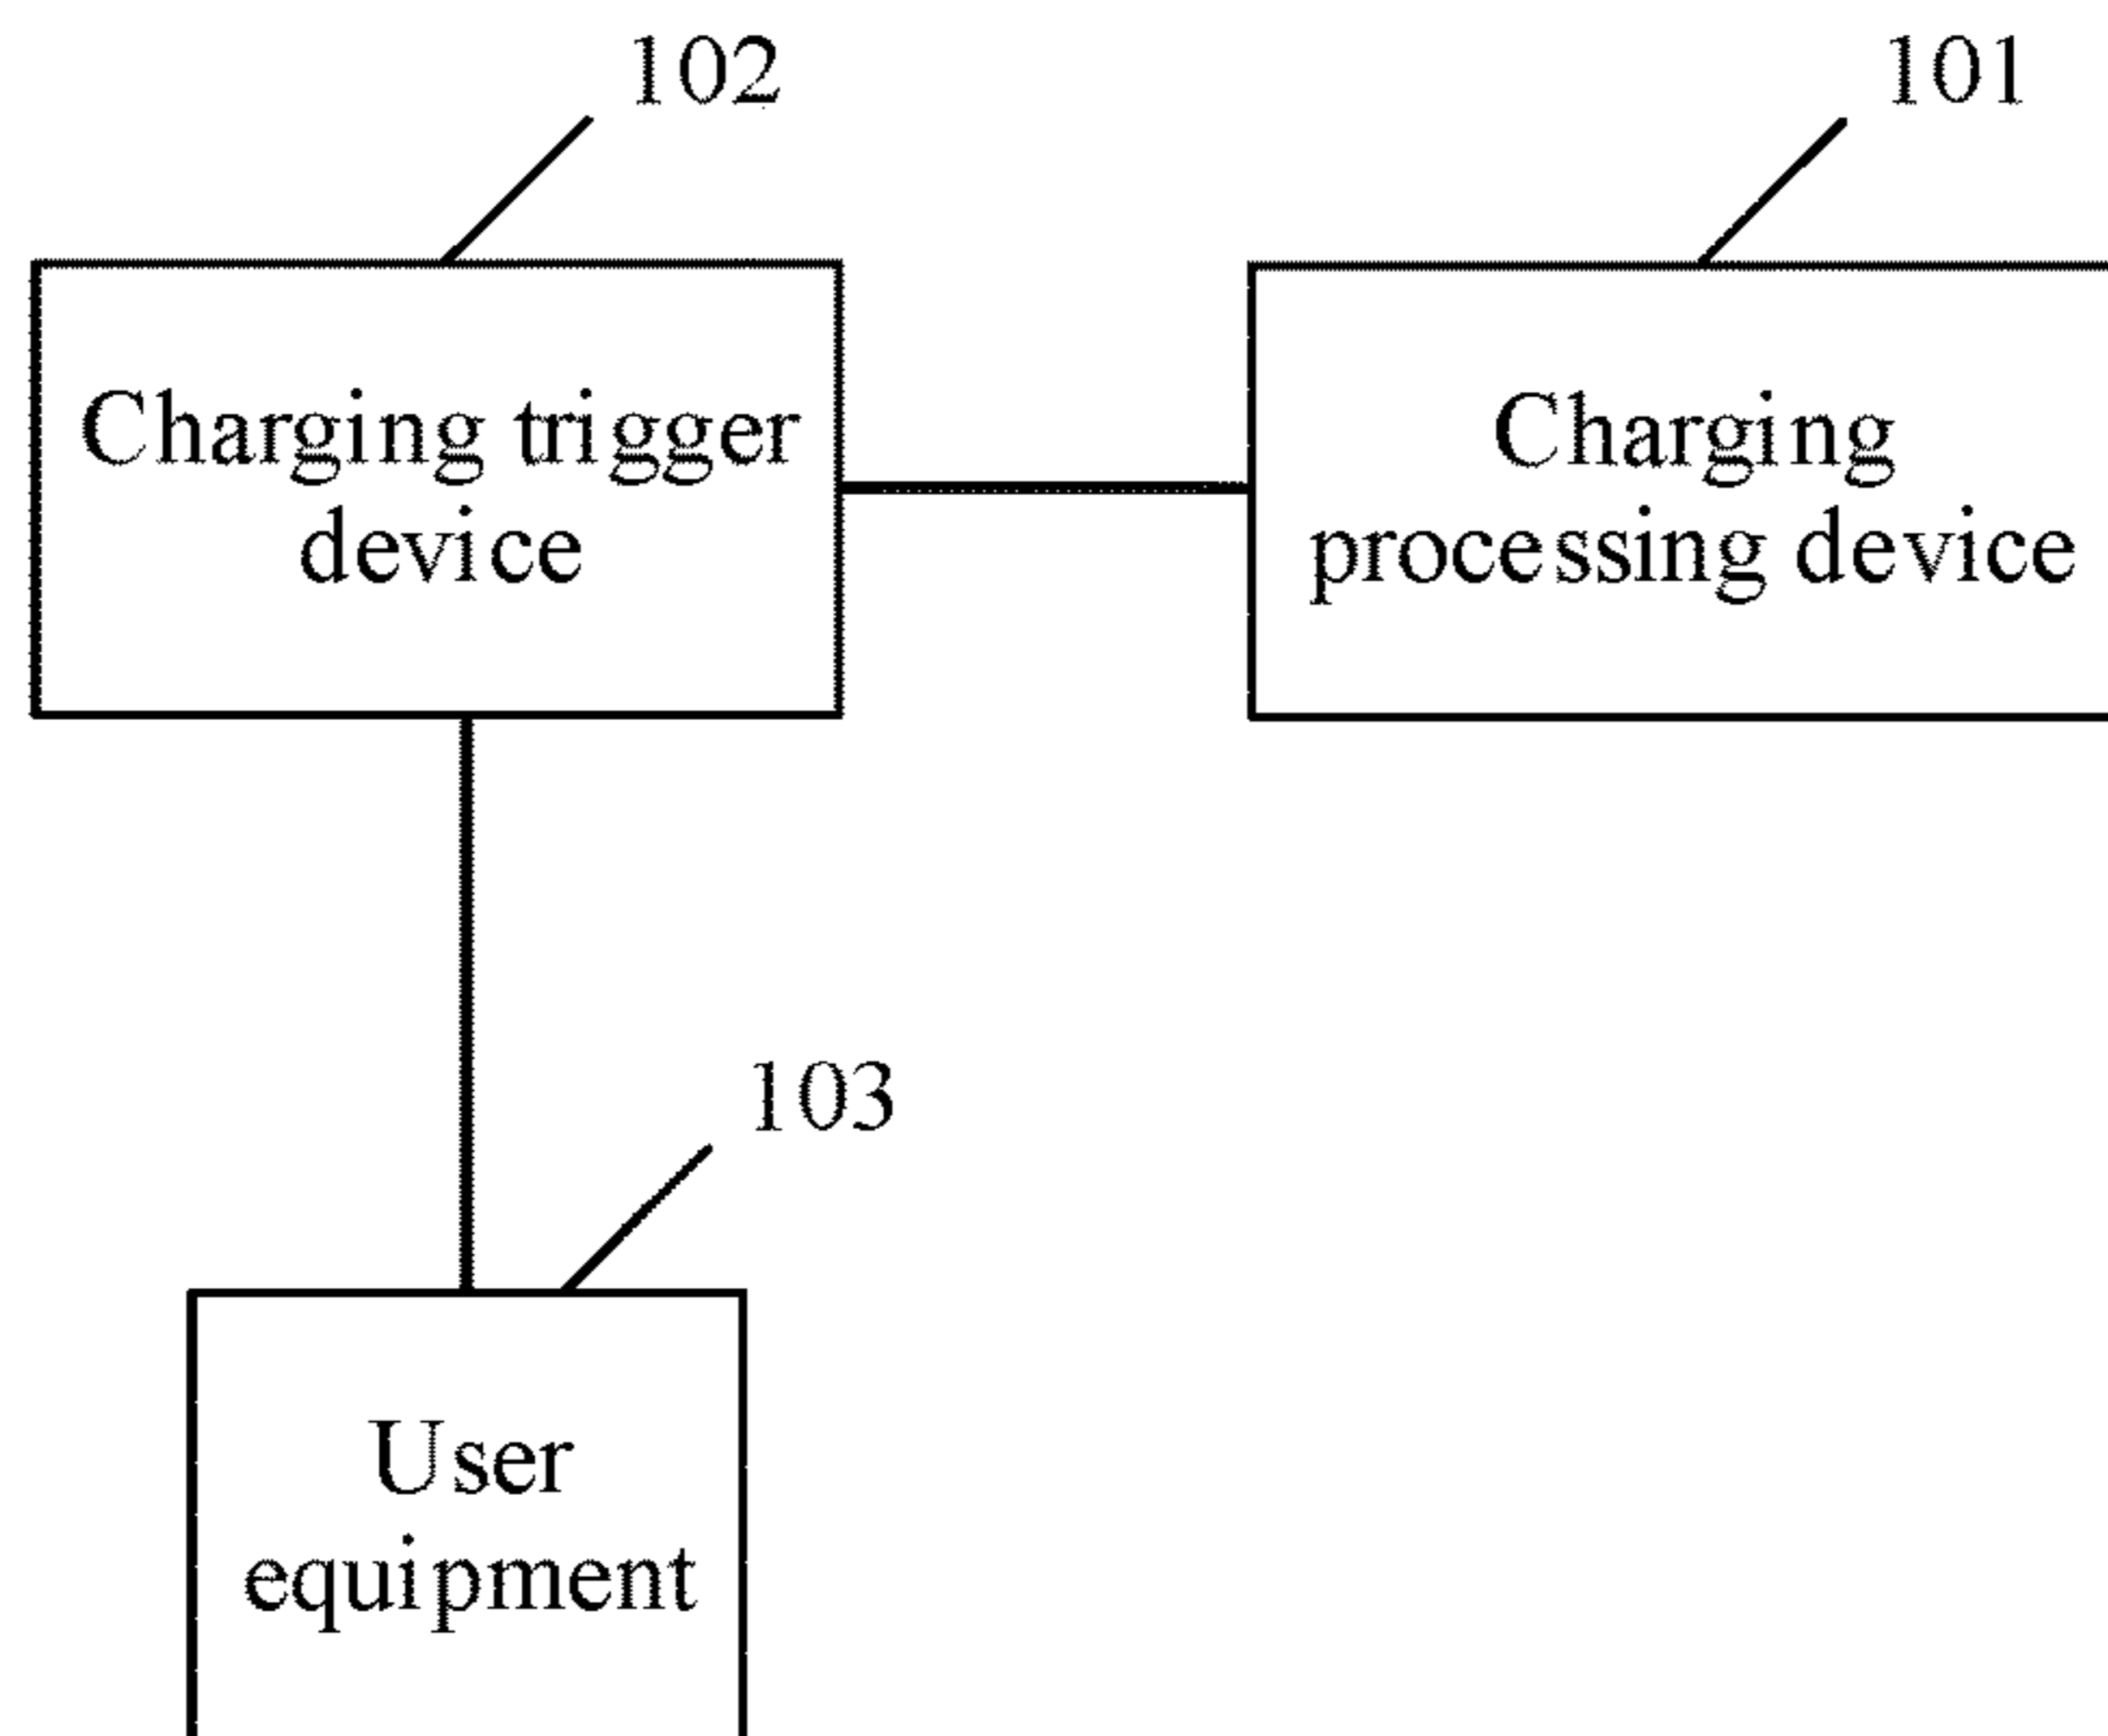 102
101
Charging trigger
device
Charging
processing device
103
User
equipment